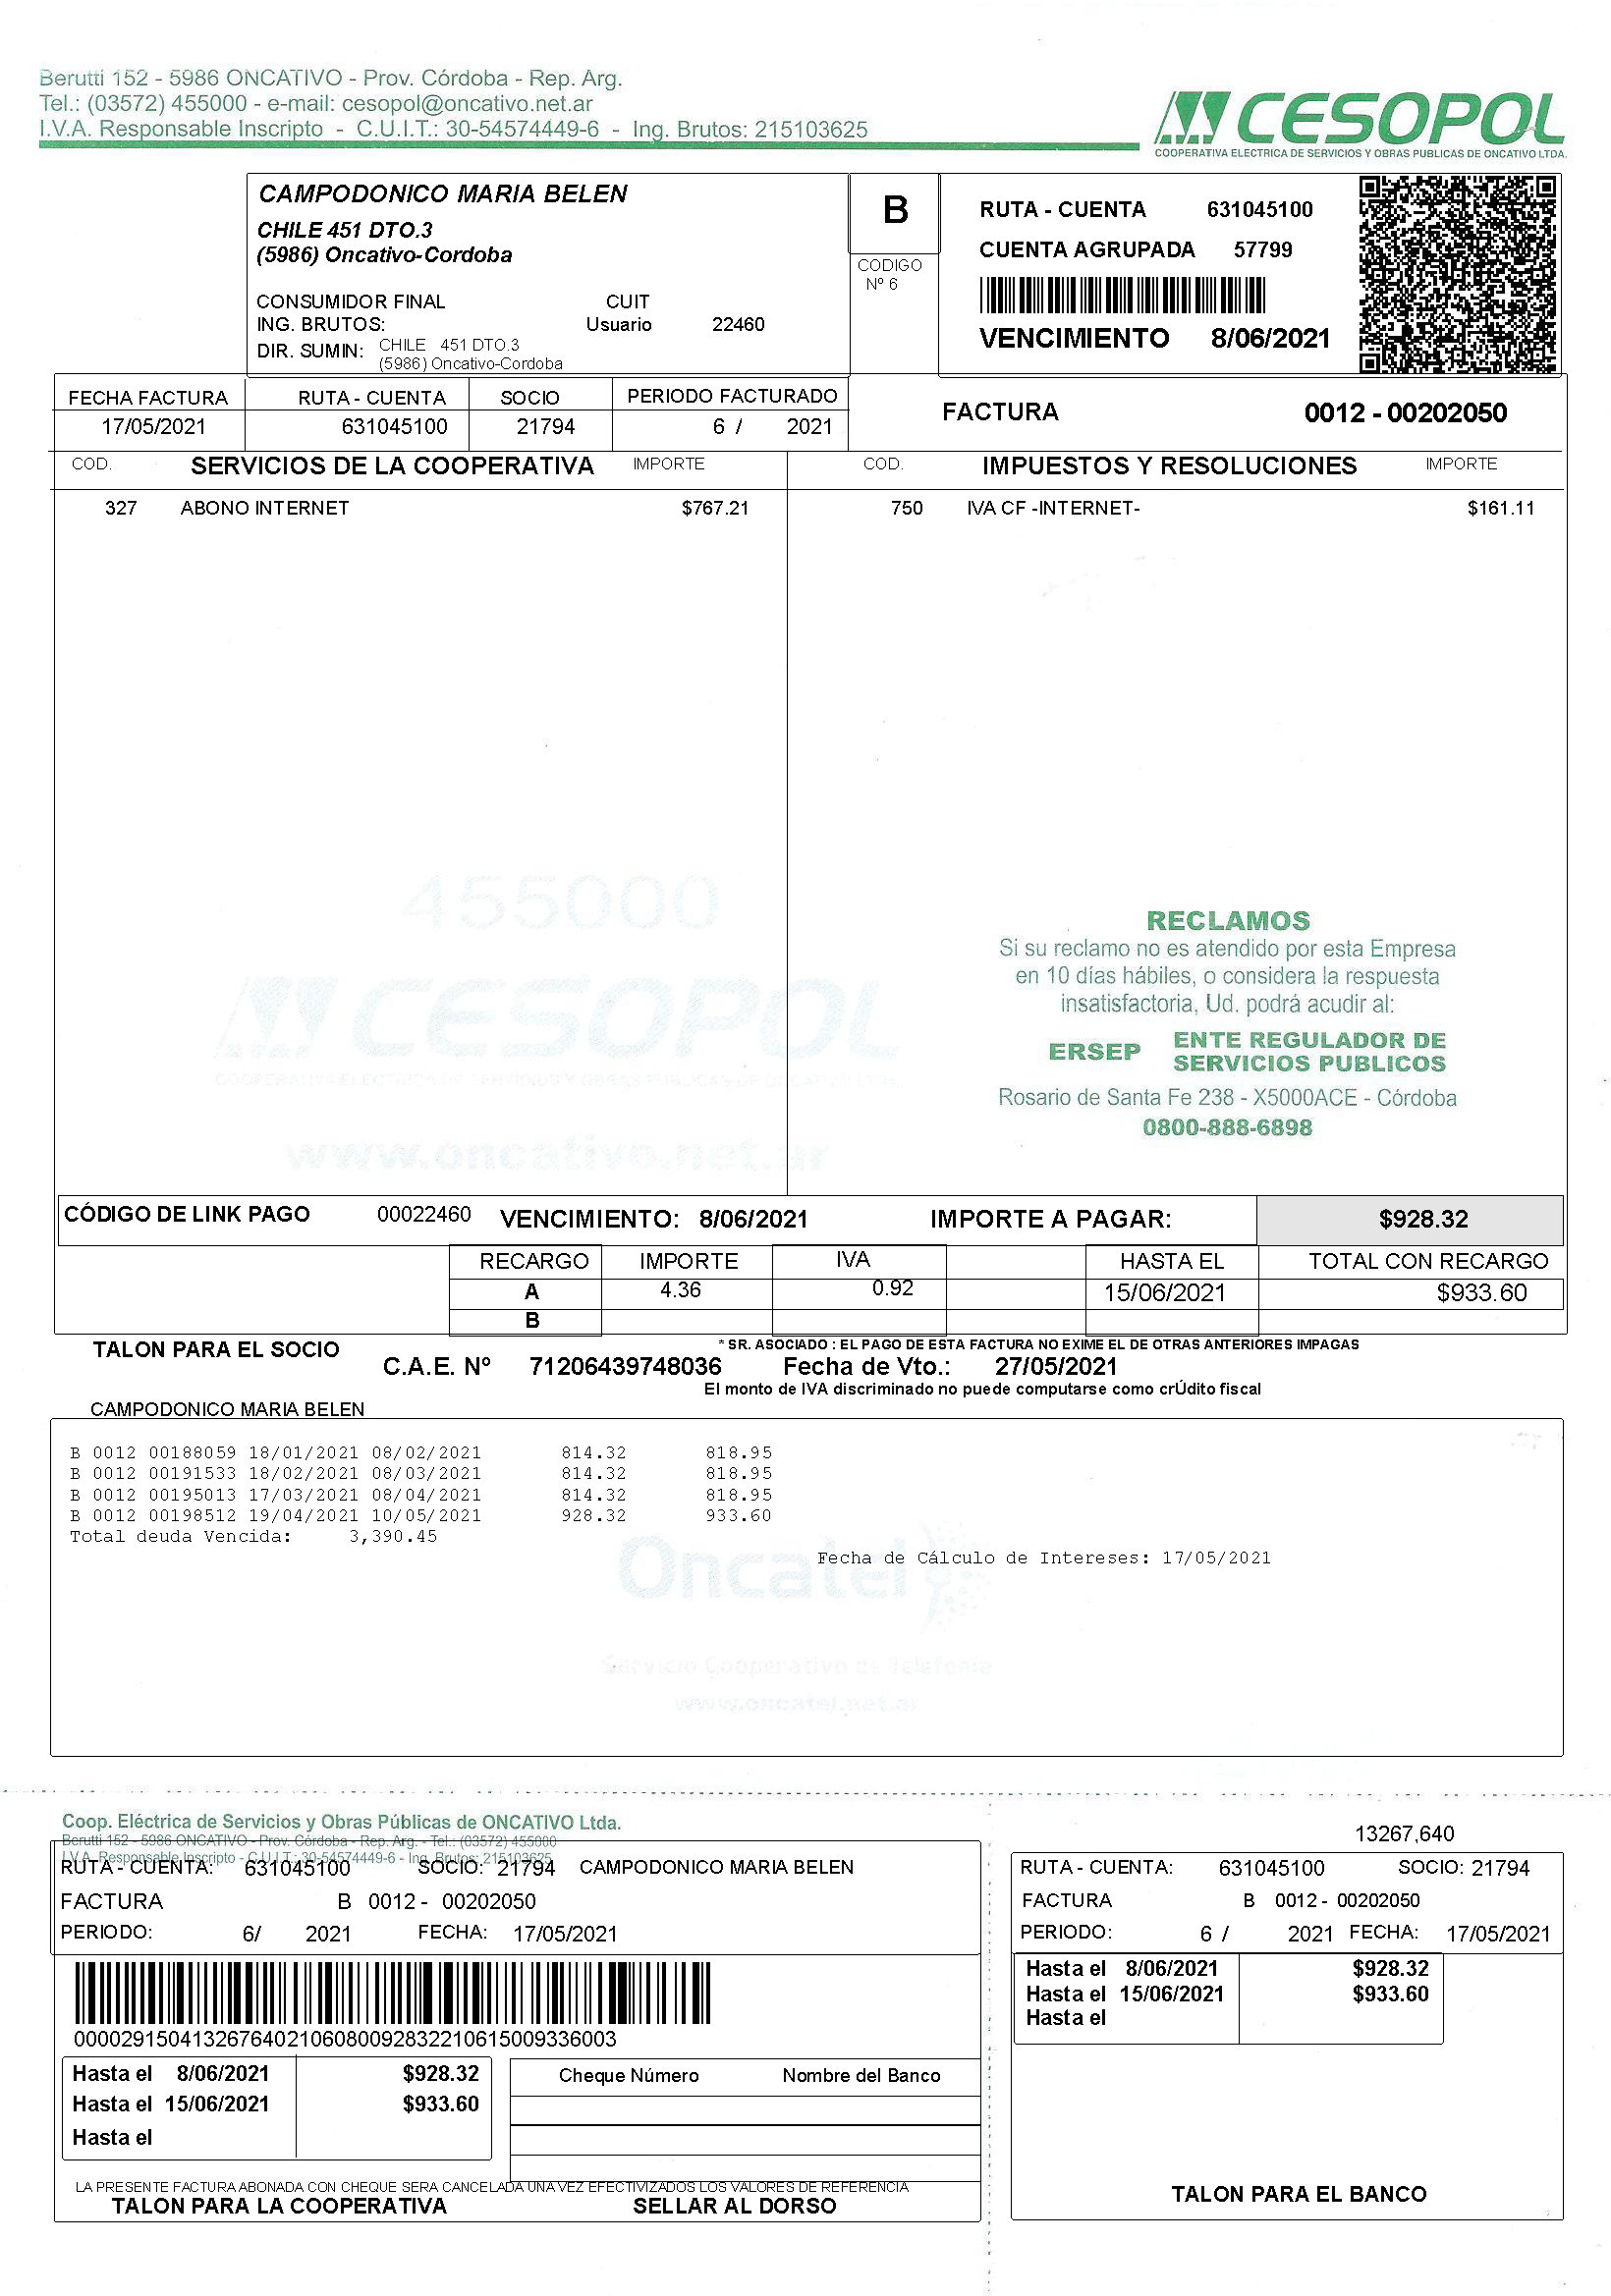 Berutti 152 - 5986 ONCATIVO - Prov. Córdoba - Rep. Arg.
Tel.: (03572) 455000 - e-mail: cesopol@oncativo.net.ar
I.V.A. Responsable Inscripto - C.U.I.T.: 30-54574449-6 - Ing. Brutos: 215103625
CESOPOL
COOPERATIVA ELECTRICA DE SERVICIOS Y OBRAS PUBLICAS DE ONCATIVO LTDA.
CAMPODONICO MARIA BELEN
CHILE 451 DTO.3
(5986) Oncativo-Cordoba
CONSUMIDOR FINAL CUIT
ING. BRUTOS: Usuario 22460
DIR. SUMIN: CHILE 451 DTO.3
(5986) Oncativo-Cordoba
B
CODIGO
Nº 6
RUTA - CUENTA 631045100
CUENTA AGRUPADA 57799
VENCIMIENTO 8/06/2021
FECHA FACTURA RUTA - CUENTA SOCIO PERIODO FACTURADO
17/05/2021 631045100 21794 6 / 2021
FACTURA 0012 - 00202050
COD. SERVICIOS DE LA COOPERATIVA IMPORTE COD. IMPUESTOS Y RESOLUCIONES IMPORTE
327 ABONO INTERNET $767.21 750 IVA CF -INTERNET- $161.11
455000
CESOPOL
COOPERATIVA ELECTRICA DE SERVICIOS Y OBRAS PUBLICAS DE ONCATIVO LTDA.
www.oncativo.net.ar
RECLAMOS
Si su reclamo no es atendido por esta Empresa
en 10 días hábiles, o considera la respuesta
insatisfactoria, Ud. podrá acudir al:
ERSEP ENTE REGULADOR DE
SERVICIOS PUBLICOS
Rosario de Santa Fe 238 - X5000ACE - Córdoba
0800-888-6898
CÓDIGO DE LINK PAGO 00022460 VENCIMIENTO: 8/06/2021 IMPORTE A PAGAR: $928.32
RECARGO IMPORTE IVA HASTA EL TOTAL CON RECARGO
A 4.36 0.92 15/06/2021 $933.60
B
TALON PARA EL SOCIO * SR. ASOCIADO : EL PAGO DE ESTA FACTURA NO EXIME EL DE OTRAS ANTERIORES IMPAGAS
C.A.E. Nº 71206439748036 Fecha de Vto.: 27/05/2021
El monto de IVA discriminado no puede computarse como crÚdito fiscal
CAMPODONICO MARIA BELEN
B 0012 00188059 18/01/2021 08/02/2021 814.32 818.95
B 0012 00191533 18/02/2021 08/03/2021 814.32 818.95
B 0012 00195013 17/03/2021 08/04/2021 814.32 818.95
B 0012 00198512 19/04/2021 10/05/2021 928.32 933.60
Total deuda Vencida: 3,390.45
Fecha de Cálculo de Intereses: 17/05/2021
Oncatel
Servicio Cooperativo de Telefonía
www.oncatel.net.ar
Coop. Eléctrica de Servicios y Obras Públicas de ONCATIVO Ltda.
Berutti 152 - 5986 ONCATIVO - Prov. Córdoba - Rep. Arg. - Tel.: (03572) 455000
I.V.A. Responsable Inscripto - C.U.I.T.: 30-54574449-6 - Ing. Brutos: 215103625
RUTA - CUENTA: 631045100 SOCIO: 21794 CAMPODONICO MARIA BELEN
FACTURA B 0012 - 00202050
PERIODO: 6/ 2021 FECHA: 17/05/2021
00002915041326764021060800928322106150093​36003
Hasta el 8/06/2021 $928.32
Hasta el 15/06/2021 $933.60
Hasta el
Cheque Número Nombre del Banco
LA PRESENTE FACTURA ABONADA CON CHEQUE SERA CANCELADA UNA VEZ EFECTIVIZADOS LOS VALORES DE REFERENCIA
TALON PARA LA COOPERATIVA SELLAR AL DORSO
13267,640
RUTA - CUENTA: 631045100 SOCIO: 21794
FACTURA B 0012 - 00202050
PERIODO: 6 / 2021 FECHA: 17/05/2021
Hasta el 8/06/2021 $928.32
Hasta el 15/06/2021 $933.60
Hasta el
TALON PARA EL BANCO